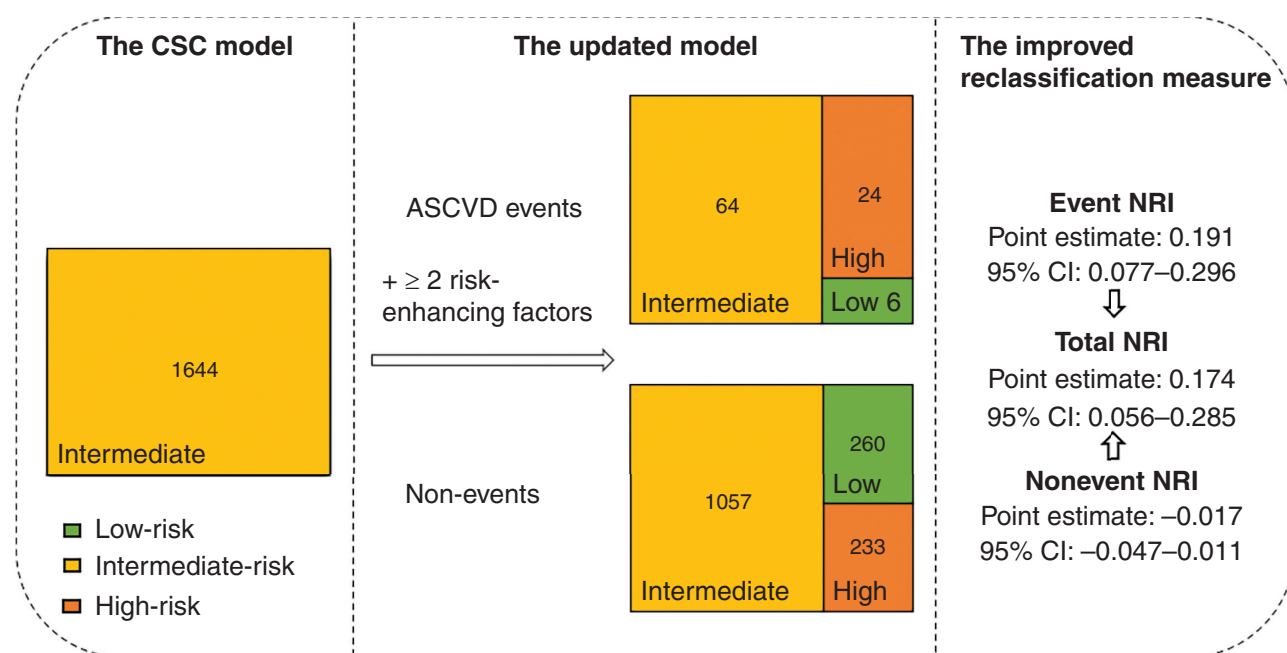 The CSC model
1644
Intermediate
Low-risk
Intermediate-risk
High-risk
The updated model
ASCVD events
+ ≥ 2 risk-
enhancing factors
Non-events
64
Intermediate
24
High
Low 6
1057
Intermediate
260
Low
233
High
The improved
reclassification measure
Event NRI
Point estimate: 0.191
95% CI: 0.077–0.296
Total NRI
Point estimate: 0.174
95% CI: 0.056–0.285
Nonevent NRI
Point estimate: –0.017
95% CI: –0.047–0.011